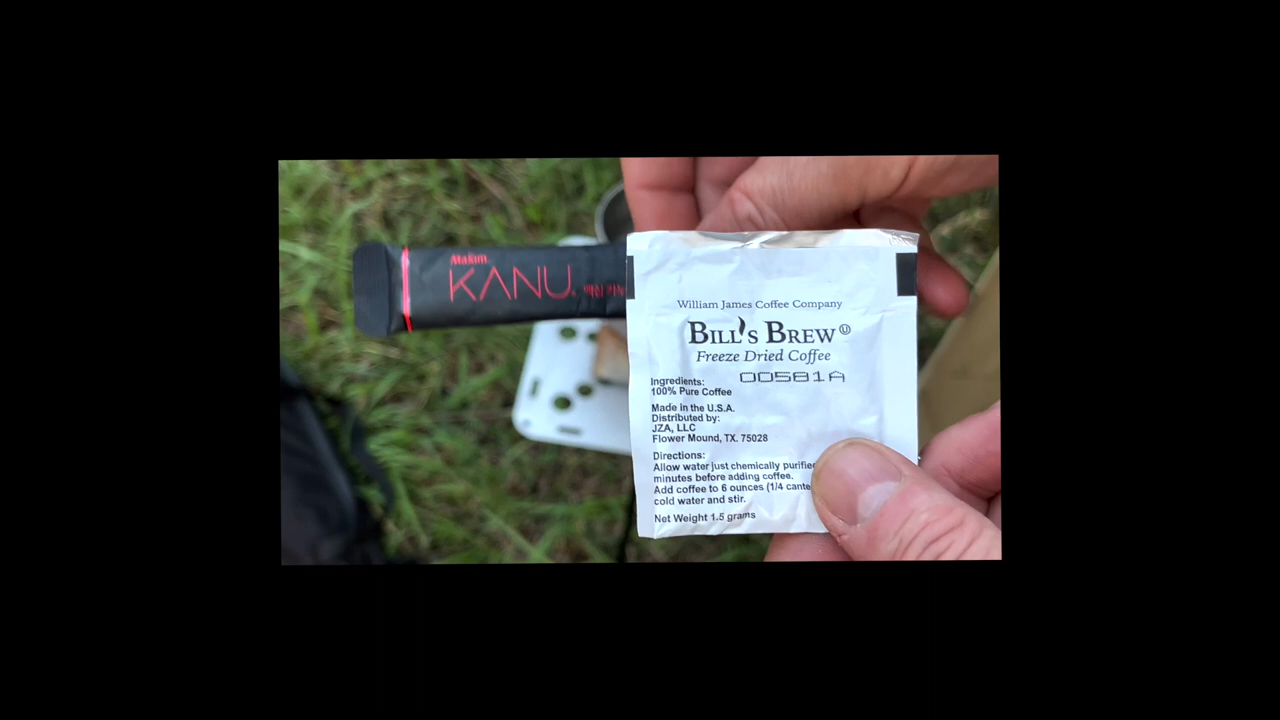 Maxim.
KANU
William James Coffee Company
BILL'S BREW Ⓤ
Freeze Dried Coffee
00581A
Ingredients:
100% Pure Coffee
Made in the U.S.A.
Distributed by:
JZA, LLC
Flower Mound, TX. 75028
Directions:
Allow water just chemically
minutes before adding coffee.
Add coffee to 6 ounces (1/4
cold water and stir.
Net Weight 1.5 grams